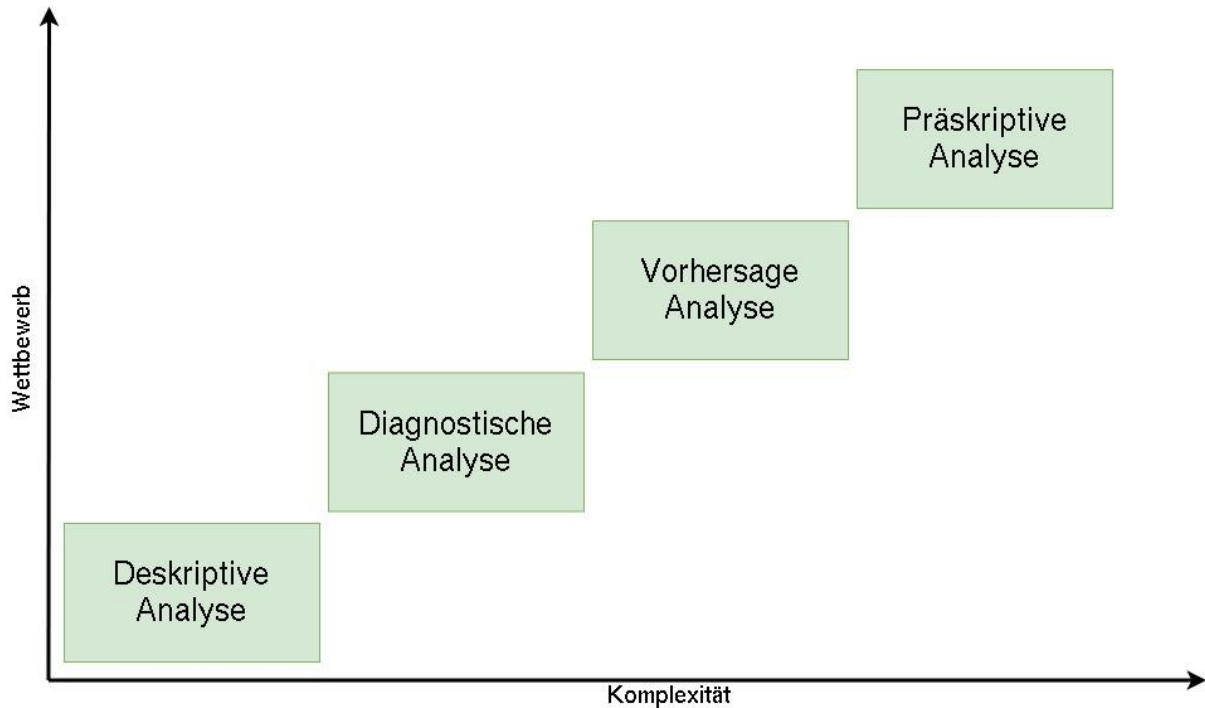 Präskriptive
Analyse
Vorhersage
Analyse
Wettbewerb
Diagnostische
Analyse
Deskriptive
Analyse
Komplexität